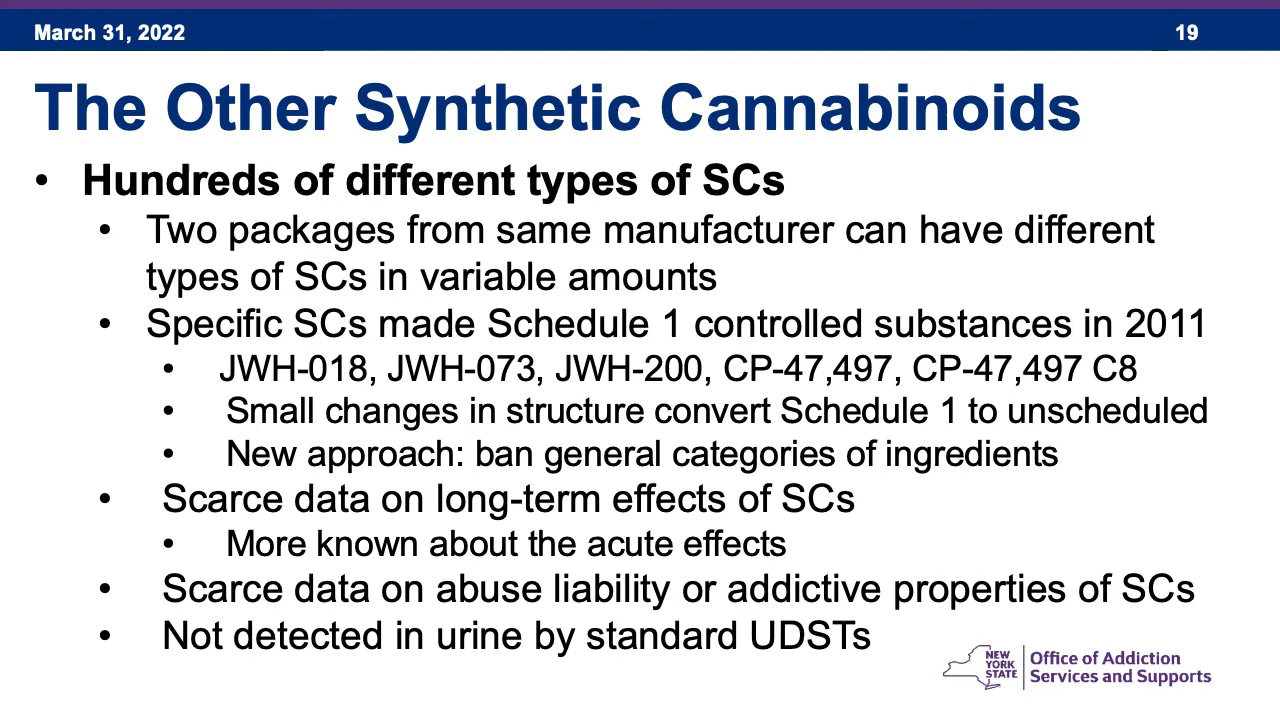 March 31, 2022
19
The Other Synthetic Cannabinoids
• Hundreds of different types of SCs
• Two packages from same manufacturer can have different
types of SCs in variable amounts
• Specific SCs made Schedule 1 controlled substances in 2011
• JWH-018, JWH-073, JWH-200, CP-47,497, CP-47,497 C8
• Small changes in structure convert Schedule 1 to unscheduled
• New approach: ban general categories of ingredients
• Scarce data on long-term effects of SCs
• More known about the acute effects
• Scarce data on abuse liability or addictive properties of SCs
• Not detected in urine by standard UDSTs
NEW
YORK
STATE
Office of Addiction
Services and Supports